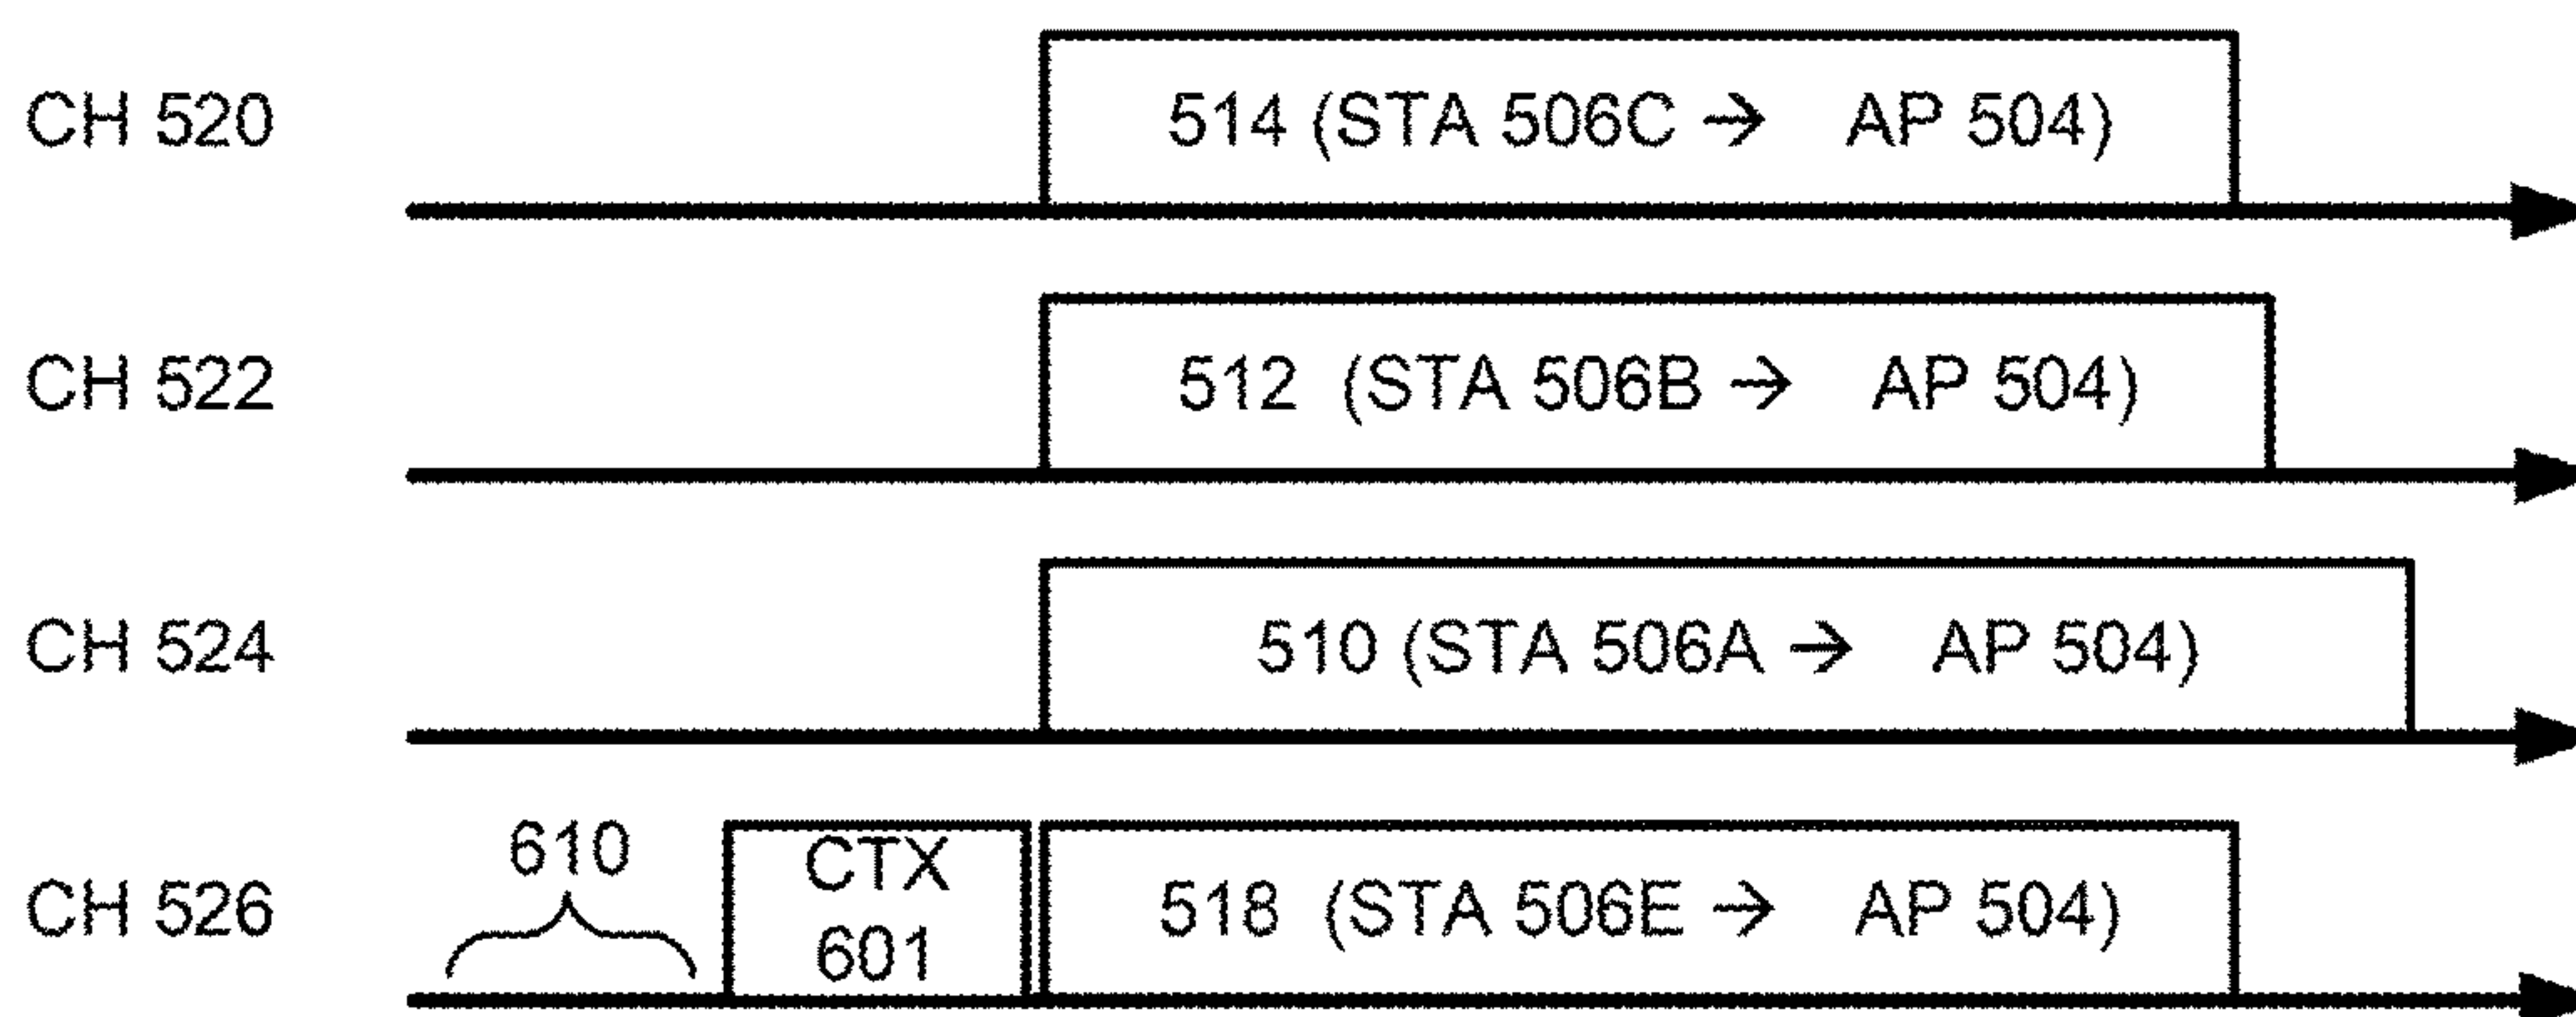 CH 520
514 (STA 506C → AP 504)
CH 522
512 (STA 506B → AP 504)
CH 524
510 (STA 506A → AP 504)
CH 526
610
CTX
601
518 (STA 506E → AP 504)